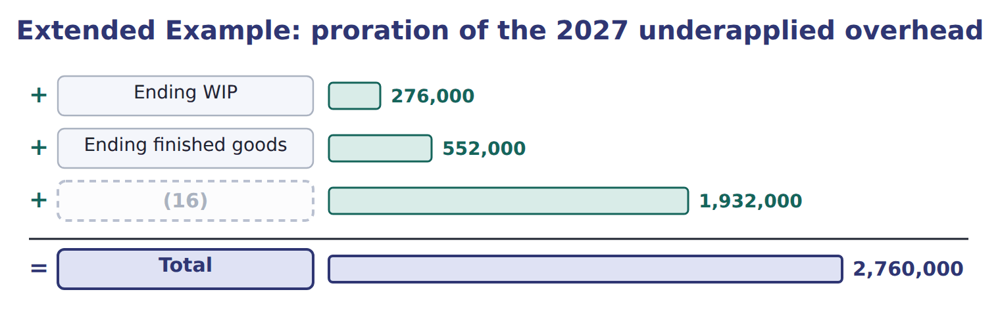 Extended Example: proration of the 2027 underapplied overhead
+ Ending WIP 276,000
+ Ending finished goods 552,000
+ (16) 1,932,000
= Total 2,760,000